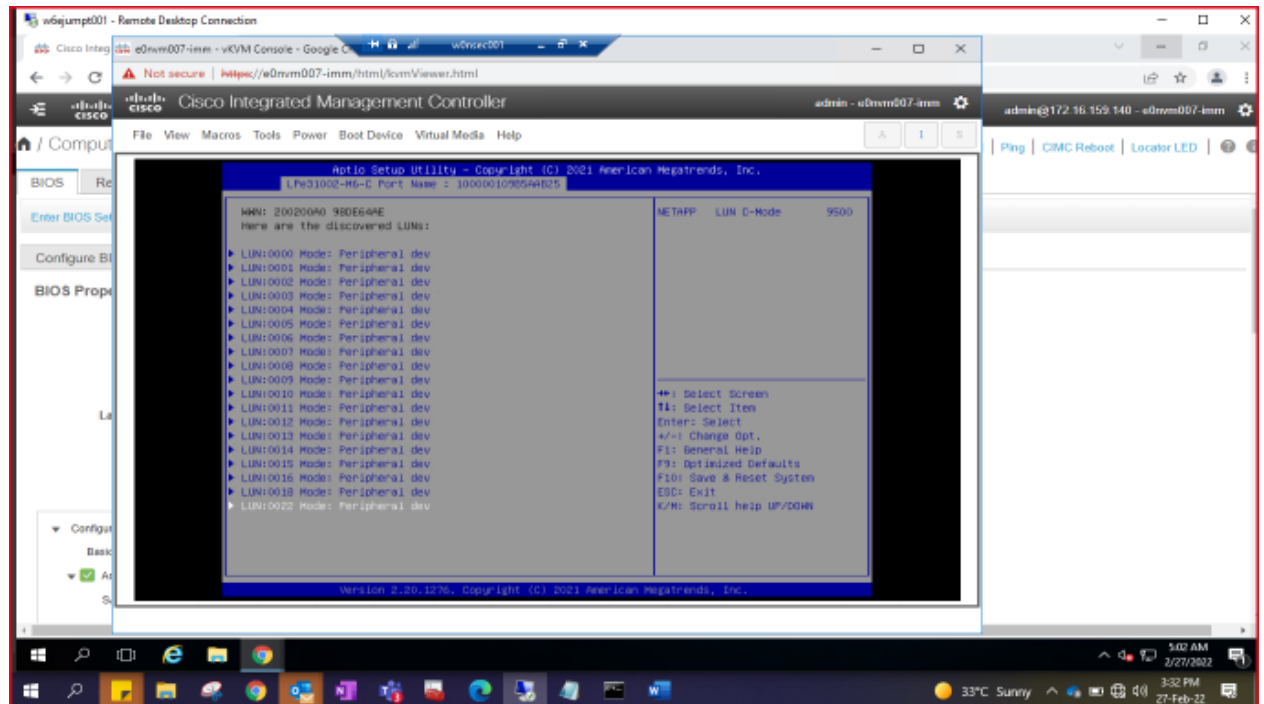 w6ejumpt001 - Remote Desktop Connection
Cisco Integ
e0nvm007-imm - vKVM Console - Google C
w0nsec001
Not secure | https://e0nvm007-imm/html/kvmViewer.html
CISCO Cisco Integrated Management Controller
admin - e0nvm007-imm
CISCO
admin@172.16.159.140 - e0nvm007-imm
File View Macros Tools Power Boot Device Virtual Media Help
A 1 S
/ Comput
| Ping | CIMC Reboot | Locator LED |
BIOS Re
Enter BIOS Set
Configure BI
BIOS Prope
La
Configur
Basic
Aptio Setup Utility - Copyright (C) 2021 American Megatrends, Inc.
LPe31002-M6-C Port Name :
WWN: 200200A0 98DE64AE
Here are the discovered LUNs:
LUN:0000 Mode: Peripheral dev
LUN:0001 Mode: Peripheral dev
LUN:0002 Mode: Peripheral dev
LUN:0003 Mode: Peripheral dev
LUN:0004 Mode: Peripheral dev
LUN:0005 Mode: Peripheral dev
LUN:0006 Mode: Peripheral dev
LUN:0007 Mode: Peripheral dev
LUN:0008 Mode: Peripheral dev
LUN:0009 Mode: Peripheral dev
LUN:0010 Mode: Peripheral dev
LUN:0011 Mode: Peripheral dev
LUN:0012 Mode: Peripheral dev
LUN:0013 Mode: Peripheral dev
LUN:0014 Mode: Peripheral dev
LUN:0015 Mode: Peripheral dev
LUN:0016 Mode: Peripheral dev
LUN:0018 Mode: Peripheral dev
LUN:0022 Mode: Peripheral dev
NETAPP LUN C-Mode 9500
: Select Screen
: Select Item
Enter: Select
+/-: Change Opt.
F1: General Help
F9: Optimized Defaults
F10: Save & Reset System
ESC: Exit
K/M: Scroll help UP/DOWN
Version 2.20.1276. Copyright (C) 2021 American Megatrends, Inc.
5:02 AM
2/27/2022
33°C Sunny
3:32 PM
27-Feb-22